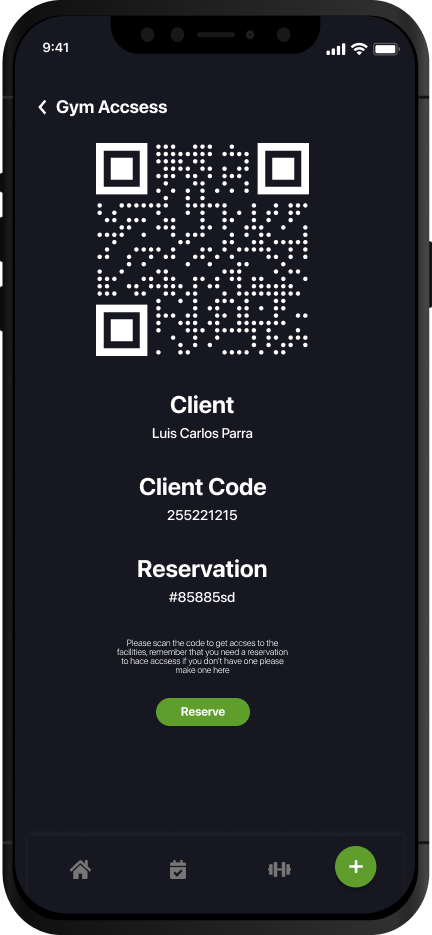 9:41
Gym Accsess
Client
Luis Carlos Parra
Client Code
255221215
Reservation
#85885sd
Please scan the code to get accses to the
facilities, remember that you need a reservation
to hace accsess if you don't have one please
make one here
Reserve